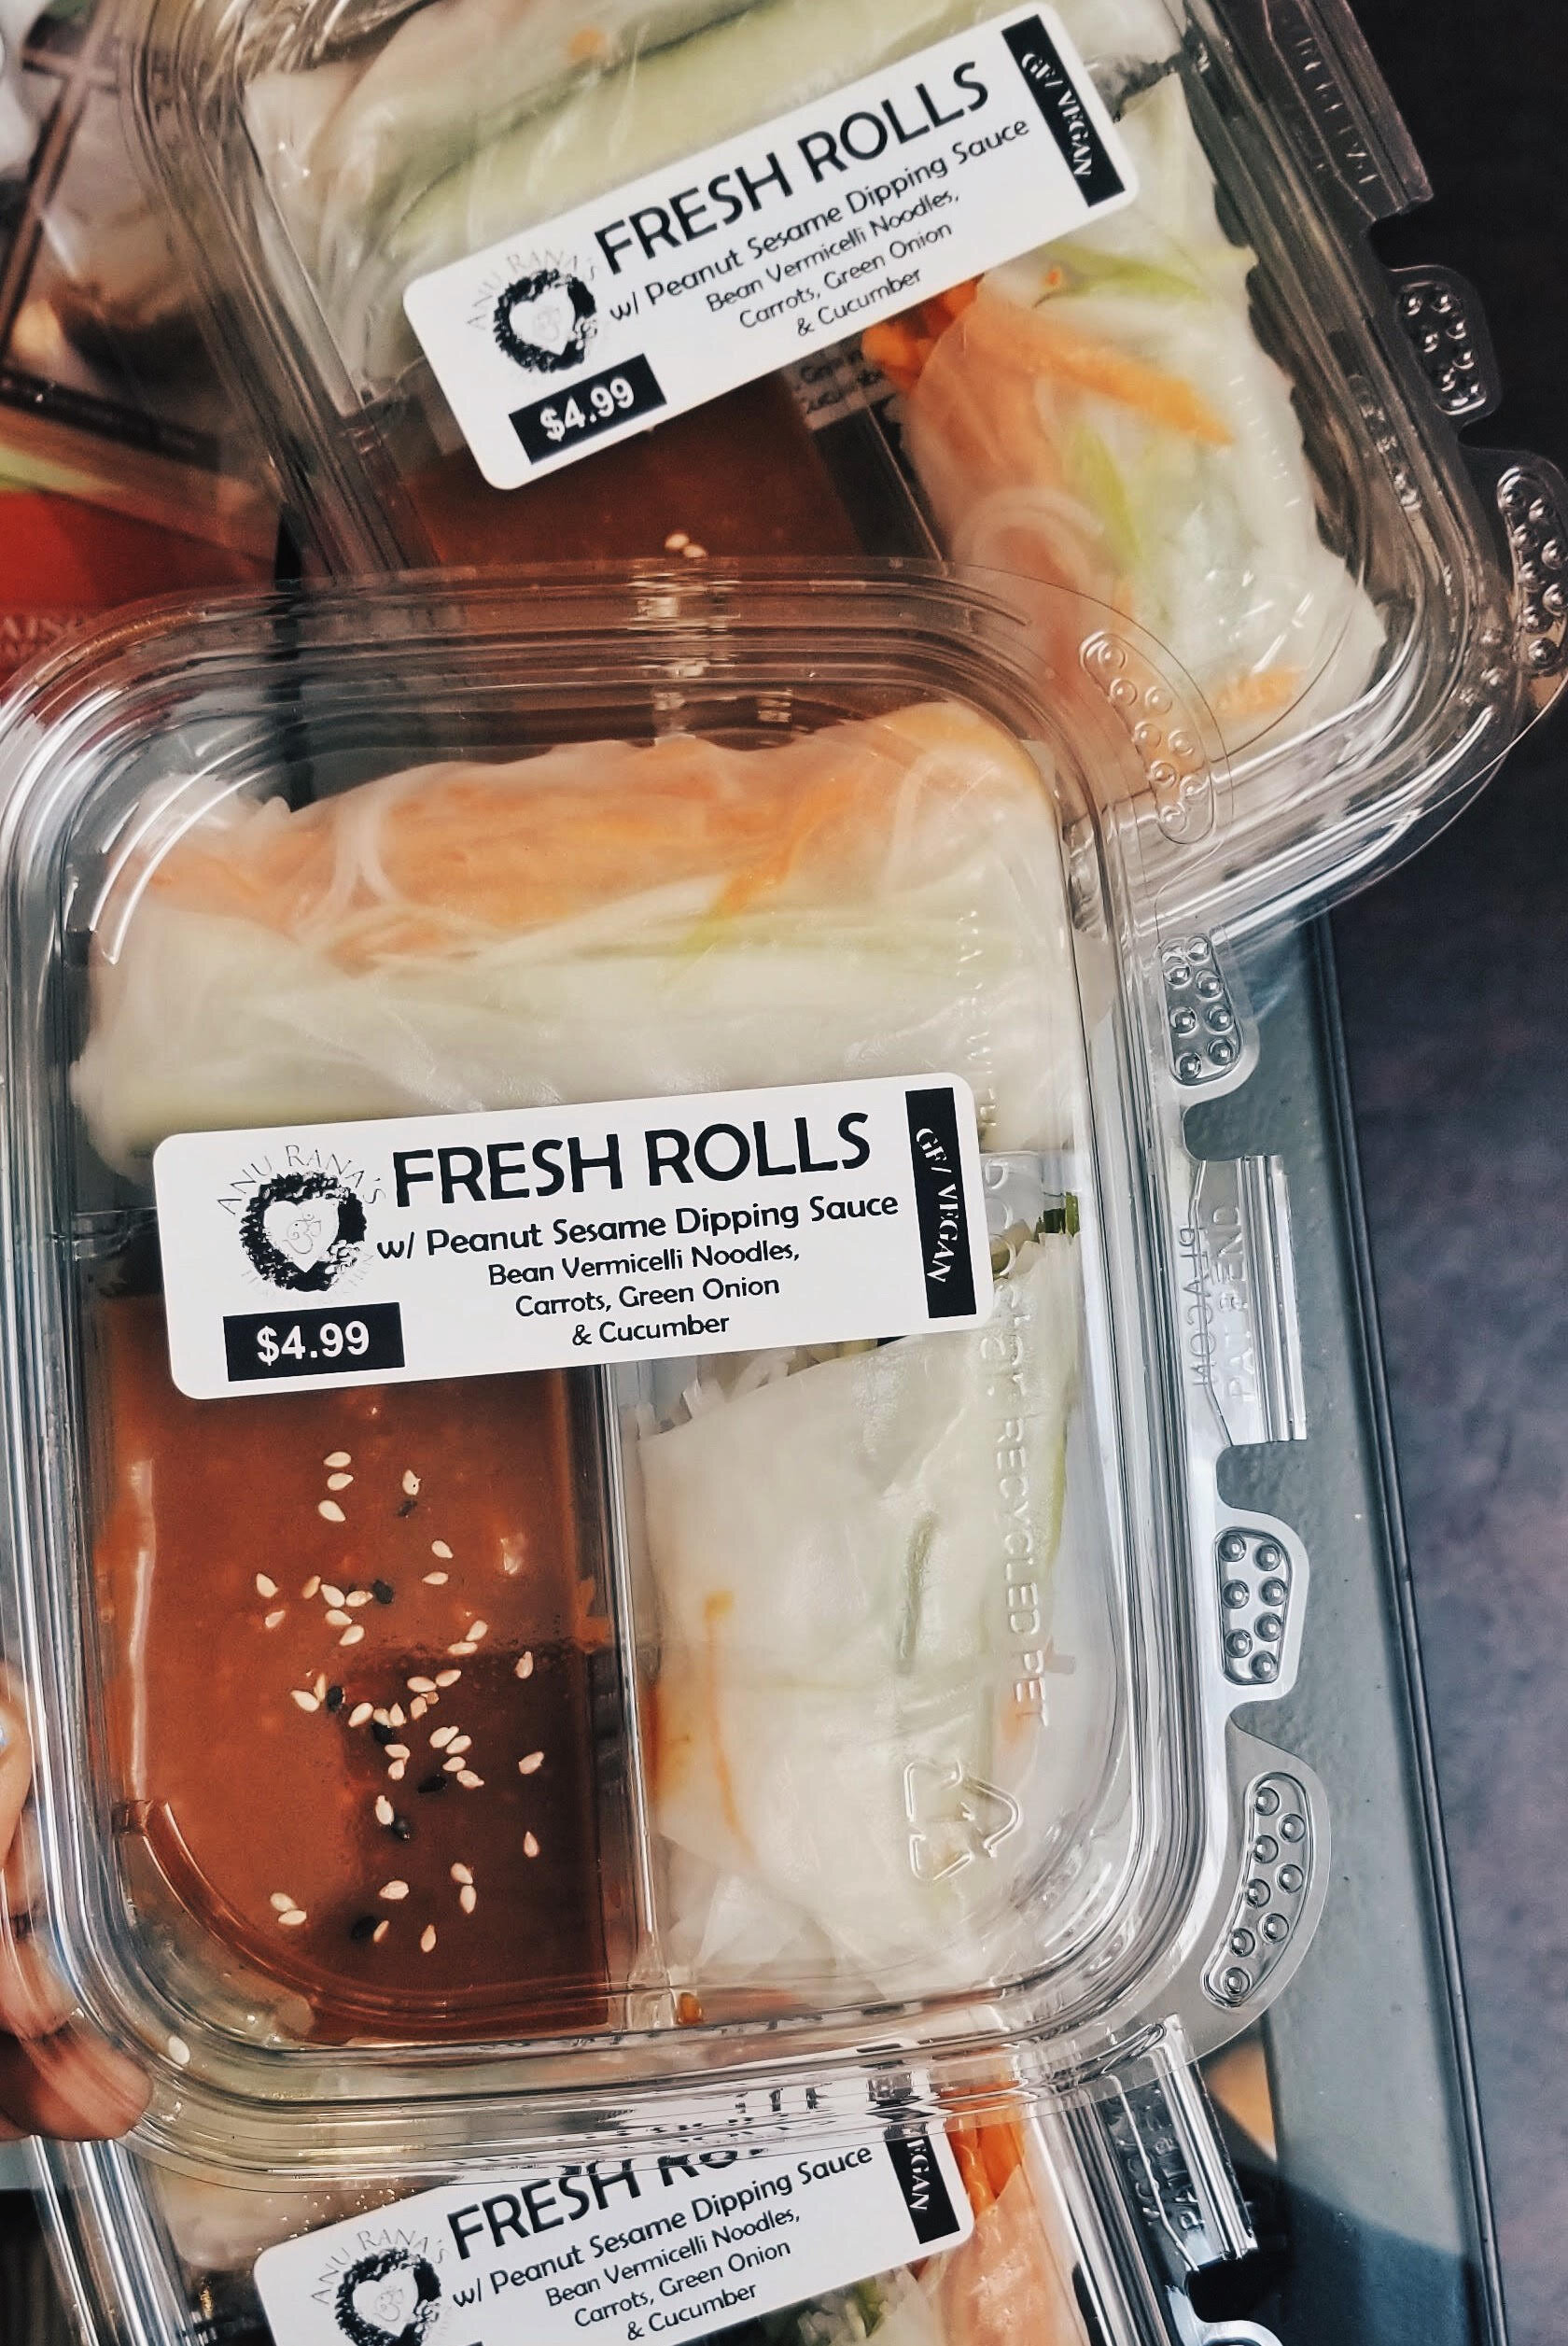 GF/ VEGAN
FRESH ROLLS
ANU RANA'S
w/ Peanut Sesame Dipping Sauce
Bean Vermicelli Noodles,
Carrots, Green Onion
& Cucumber
$4.99
FRESH ROLLS
GF/ VEGAN
ANU RANA'S
w/ Peanut Sesame Dipping Sauce
Bean Vermicelli Noodles,
Carrots, Green Onion
& Cucumber
$4.99
PAT PEND
RECYCLED PET
FRESH
ANU RANA'S
w/ Peanut Sesame Dipping Sauce
Bean Vermicelli Noodles,
Carrots, Green Onion
& Cucumber